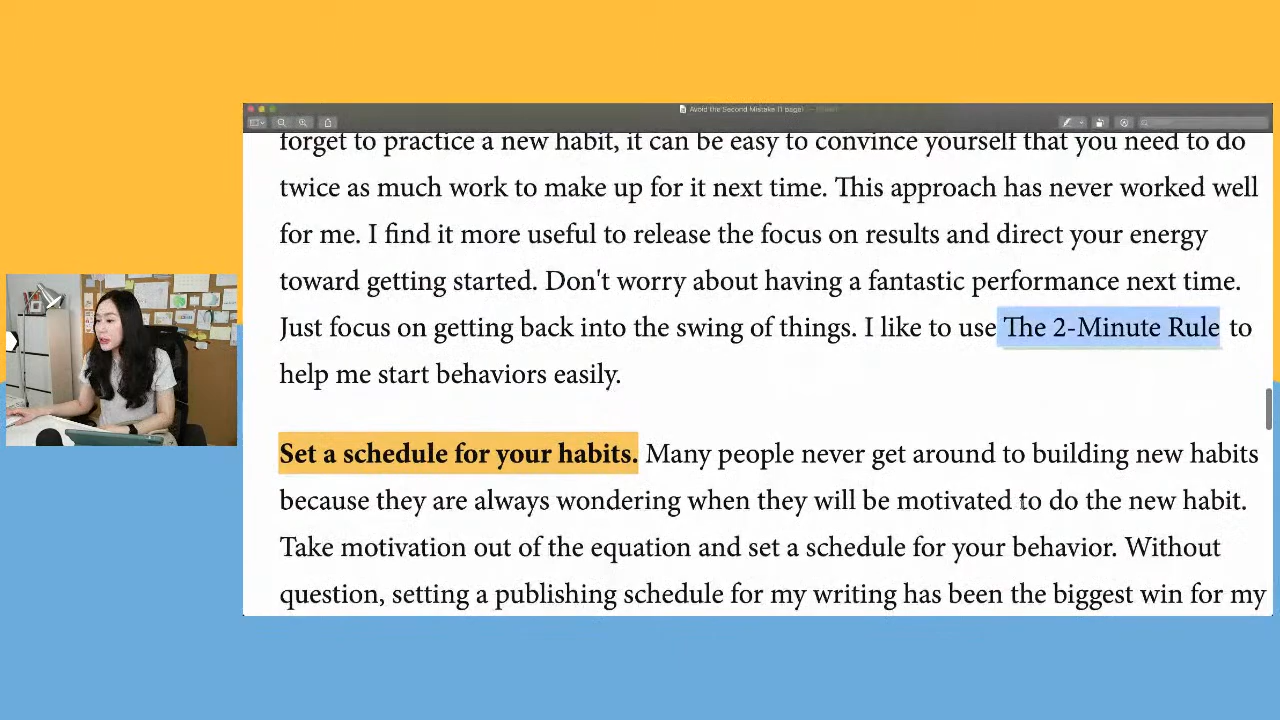 Avoid the Second Mistake (1 page)
forget to practice a new habit, it can be easy to convince yourself that you need to do
twice as much work to make up for it next time. This approach has never worked well
for me. I find it more useful to release the focus on results and direct your energy
toward getting started. Don't worry about having a fantastic performance next time.
Just focus on getting back into the swing of things. I like to use The 2-Minute Rule to
help me start behaviors easily.
Set a schedule for your habits. Many people never get around to building new habits
because they are always wondering when they will be motivated to do the new habit.
Take motivation out of the equation and set a schedule for your behavior. Without
question, setting a publishing schedule for my writing has been the biggest win for my